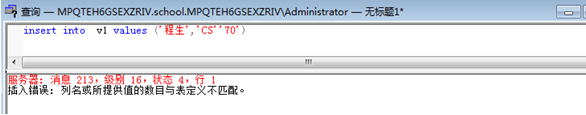 查询 — MPQTEH6GSEXZRIV.school.MPQTEH6GSEXZRIV\Administrator — 无标题1*
insert into v1 values ('程生','CS''70')
服务器: 消息 213，级别 16，状态 4，行 1
插入错误: 列名或所提供值的数目与表定义不匹配。